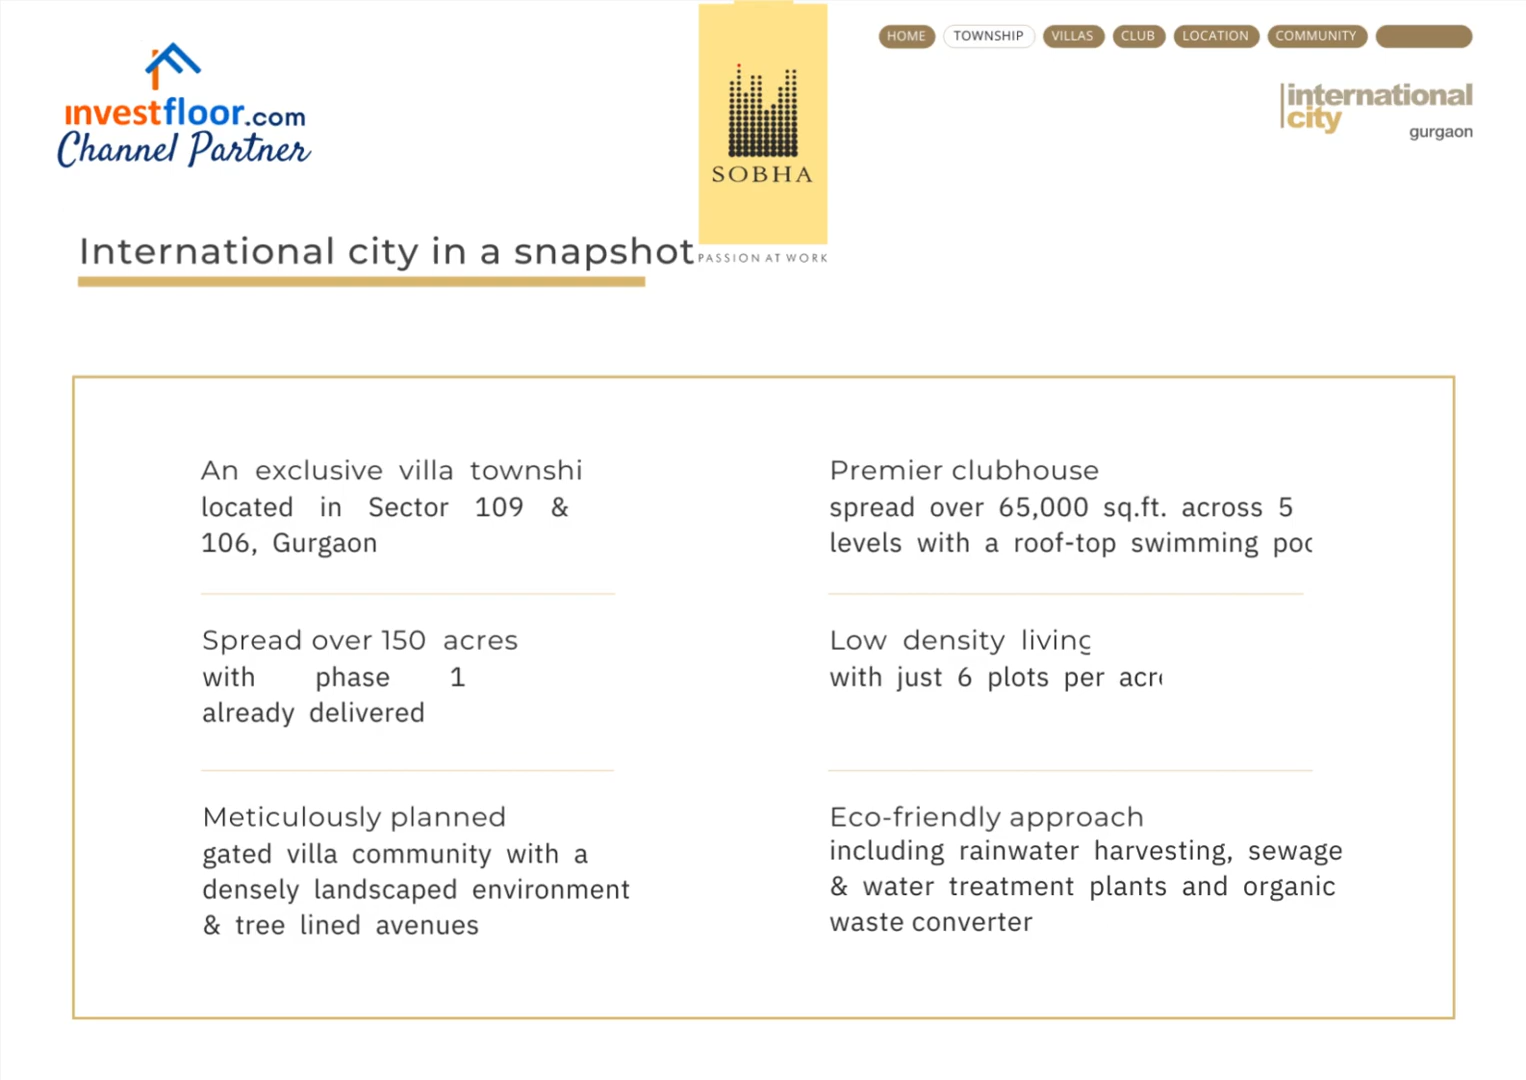 HOME TOWNSHIP VILLAS CLUB LOCATION COMMUNITY
investfloor.com
Channel Partner
SOBHA
PASSION AT WORK
international
city
gurgaon
International city in a snapshot
An exclusive villa townshi
located in Sector 109 &
106, Gurgaon
Spread over 150 acres
with phase 1
already delivered
Meticulously planned
gated villa community with a
densely landscaped environment
& tree lined avenues
Premier clubhouse
spread over 65,000 sq.ft. across 5
levels with a roof-top swimming poo
Low density living
with just 6 plots per acre
Eco-friendly approach
including rainwater harvesting, sewage
& water treatment plants and organic
waste converter